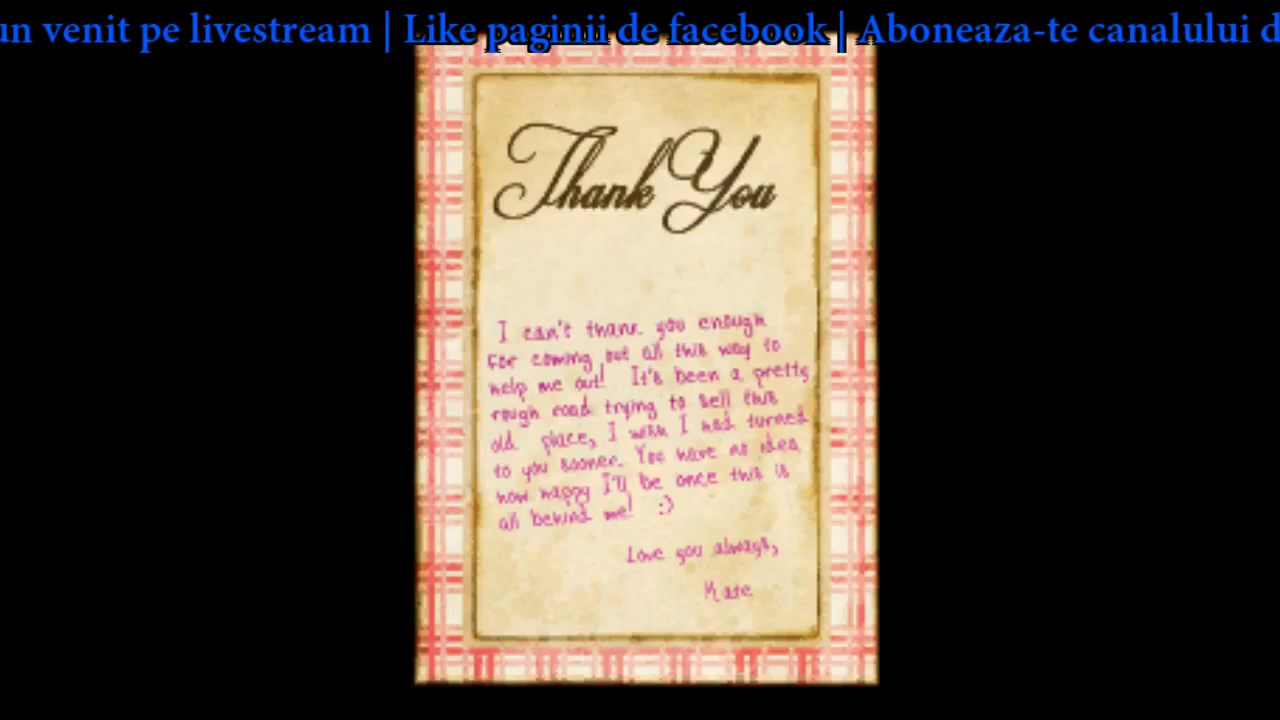 un venit pe livestream | Like paginii de facebook | Aboneaza-te canalului d
Thank You
I can't thank you enough
for coming out all this way to
help me out! It's been a pretty
rough road trying to sell this
old place, I wish I had turned
to you sooner. You have no idea
how happy I'll be once this is
all behind me! :)
Love you always,
Kate